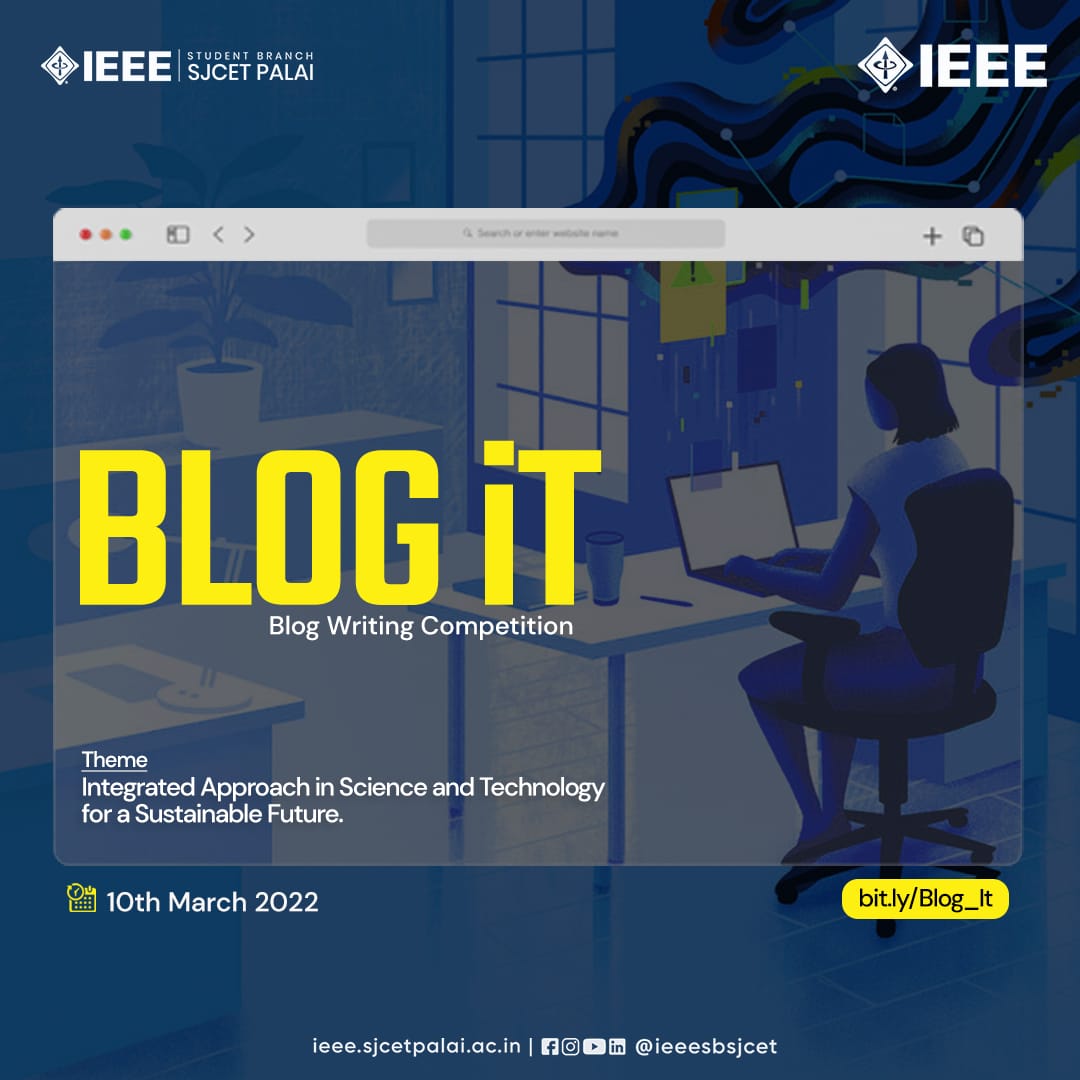 IEEE
STUDENT BRANCH
SJCET PALAI
IEEE
Search or enter website name
BLOG iT
Blog Writing Competition
Theme
Integrated Approach in Science and Technology
for a Sustainable Future.
10th March 2022
bit.ly/Blog_It
ieee.sjcetpalai.ac.in | @ieeesbsjcet